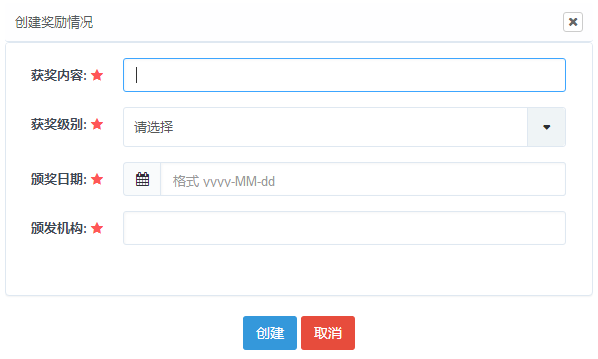 创建奖励情况
获奖内容:
获奖级别:
请选择
颁奖日期:
格式 yyyy-MM-dd
颁发机构:
创建 取消